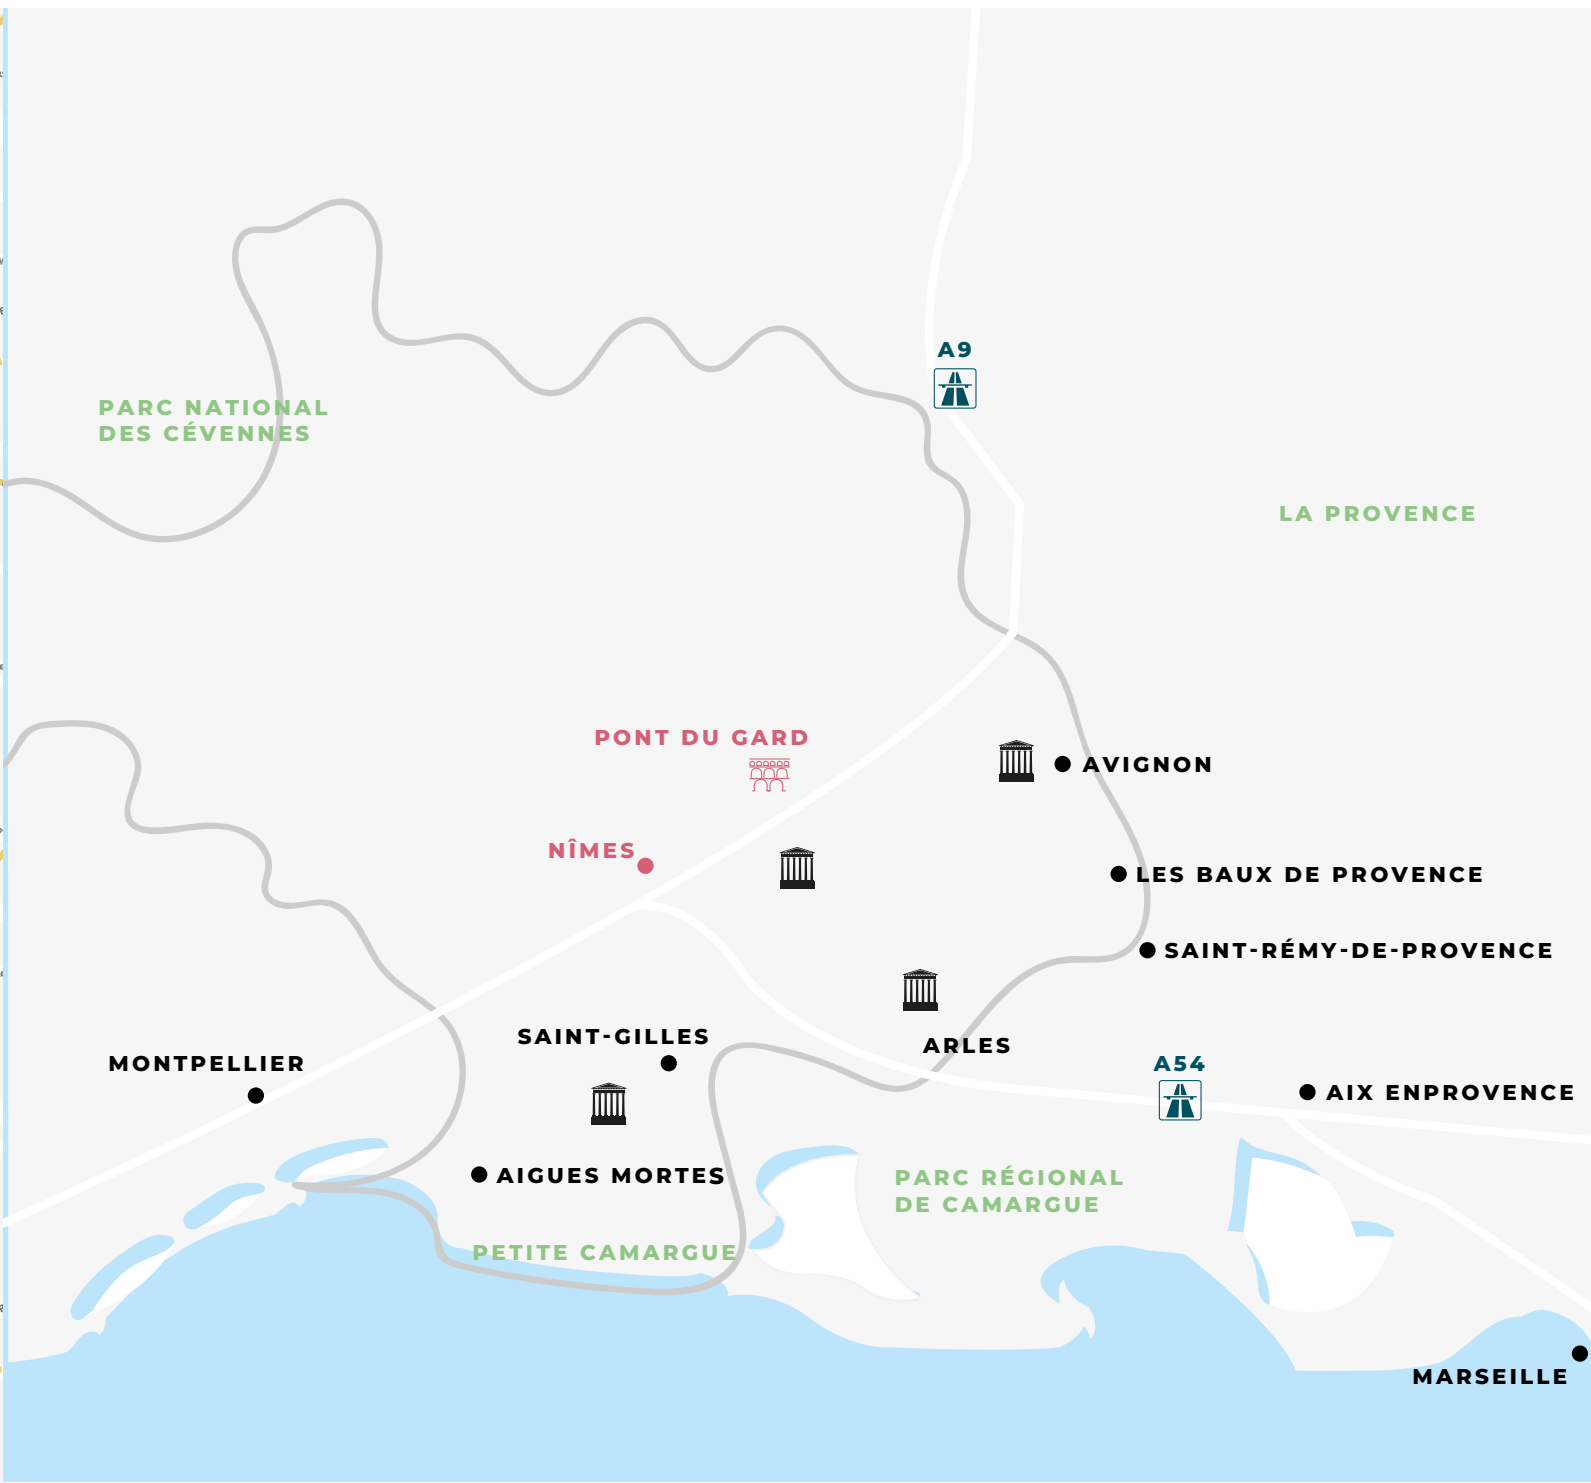 A9
PARC NATIONAL
DES CÉVENNES
LA PROVENCE
PONT DU GARD
AVIGNON
NÎMES
LES BAUX DE PROVENCE
SAINT-RÉMY-DE-PROVENCE
SAINT-GILLES
ARLES
MONTPELLIER
A54
AIX ENPROVENCE
AIGUES MORTES
PARC RÉGIONAL
DE CAMARGUE
PETITE CAMARGUE
MARSEILLE